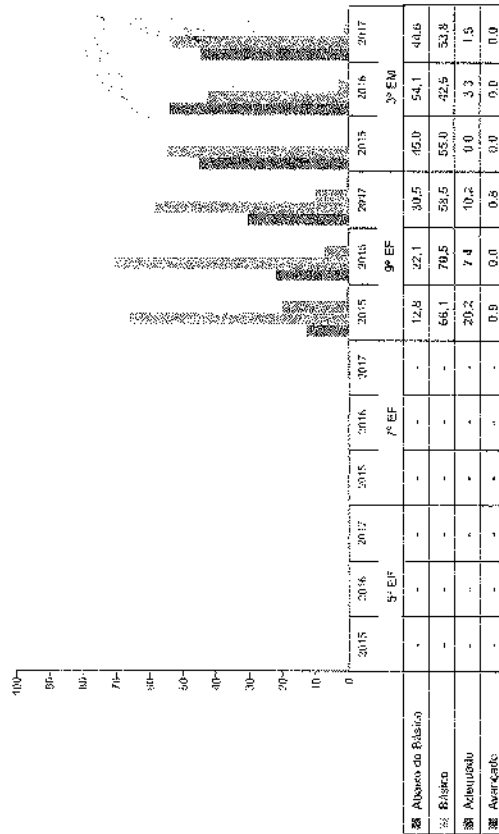 100
90
80
70
60
50
40
30
20
10
0
2015 2016 2017 2015 2016 2017 2015 2016 2017 2015 2016 2017
5º EF 7º EF 9º EF 3ª EM
Abaixo do Básico - - - - - - 12,8 22,1 30,5 45,0 54,1 44,6
Básico - - - - - - 66,1 70,5 58,5 55,0 42,6 53,8
Adequado - - - - - - 20,2 7,4 10,2 0,0 3,3 1,5
Avançado - - - - - - 0,9 0,0 0,8 0,0 0,0 0,0